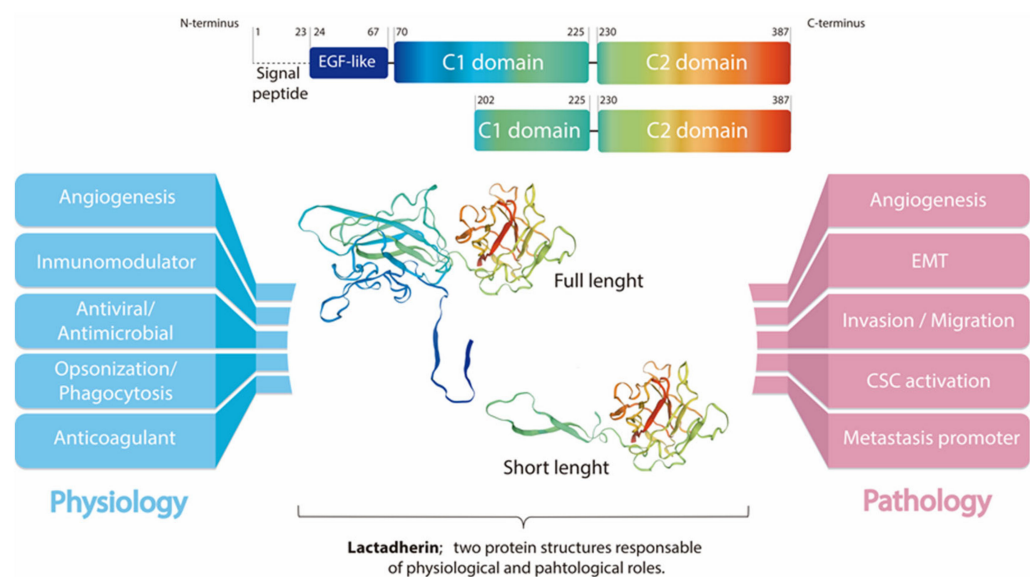 N-terminus
C-terminus
1
23
24
67
70
225
230
387
Signal
peptide
EGF-like
C1 domain
C2 domain
202
225
230
387
C1 domain
C2 domain
Angiogenesis
Inmunomodulator
Antiviral/
Antimicrobial
Opsonization/
Phagocytosis
Anticoagulant
Physiology
Full lenght
Short lenght
Angiogenesis
EMT
Invasion / Migration
CSC activation
Metastasis promoter
Pathology
Lactadherin; two protein structures responsable
of physiological and pahtological roles.